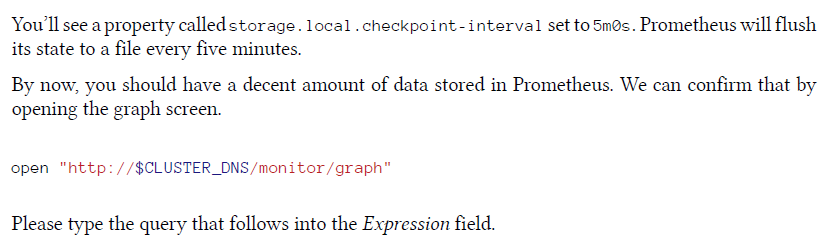 You’ll see a property called storage.local.checkpoint-interval set to 5m0s. Prometheus will flush
its state to a file every five minutes.
By now, you should have a decent amount of data stored in Prometheus. We can confirm that by
opening the graph screen.
open "http://$CLUSTER_DNS/monitor/graph"
Please type the query that follows into the Expression field.